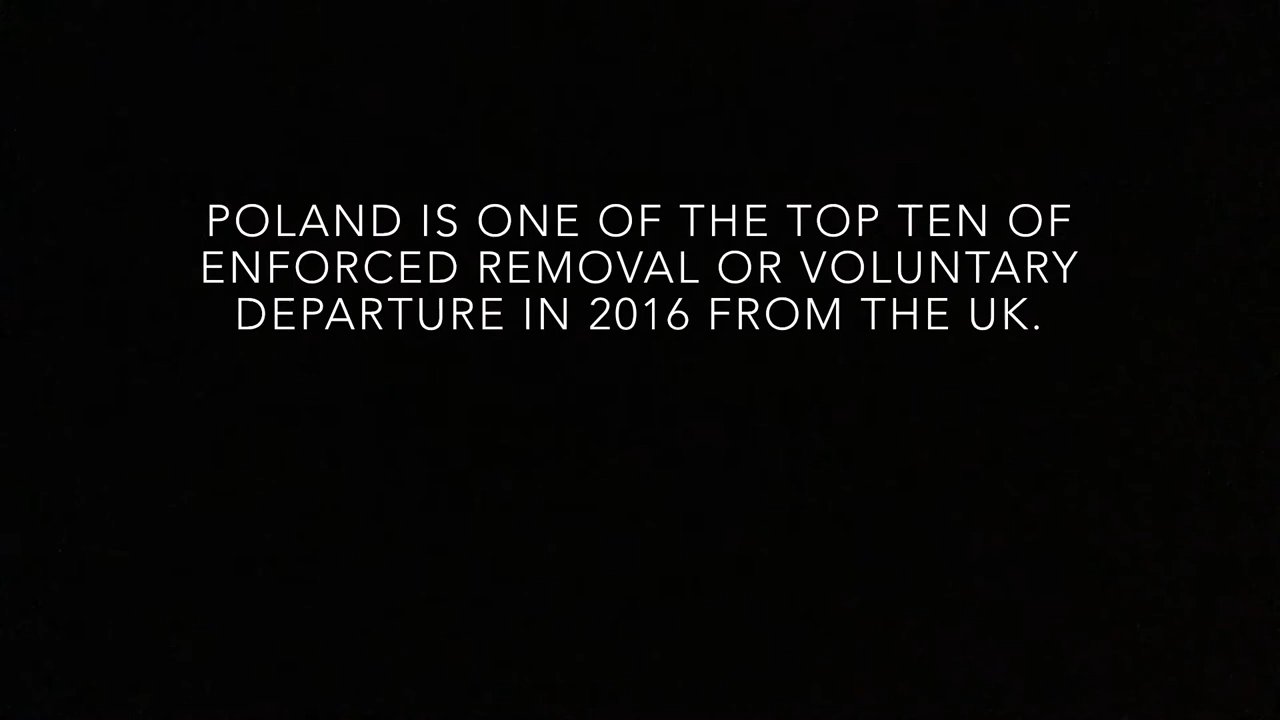 POLAND IS ONE OF THE TOP TEN OF
ENFORCED REMOVAL OR VOLUNTARY
DEPARTURE IN 2016 FROM THE UK.